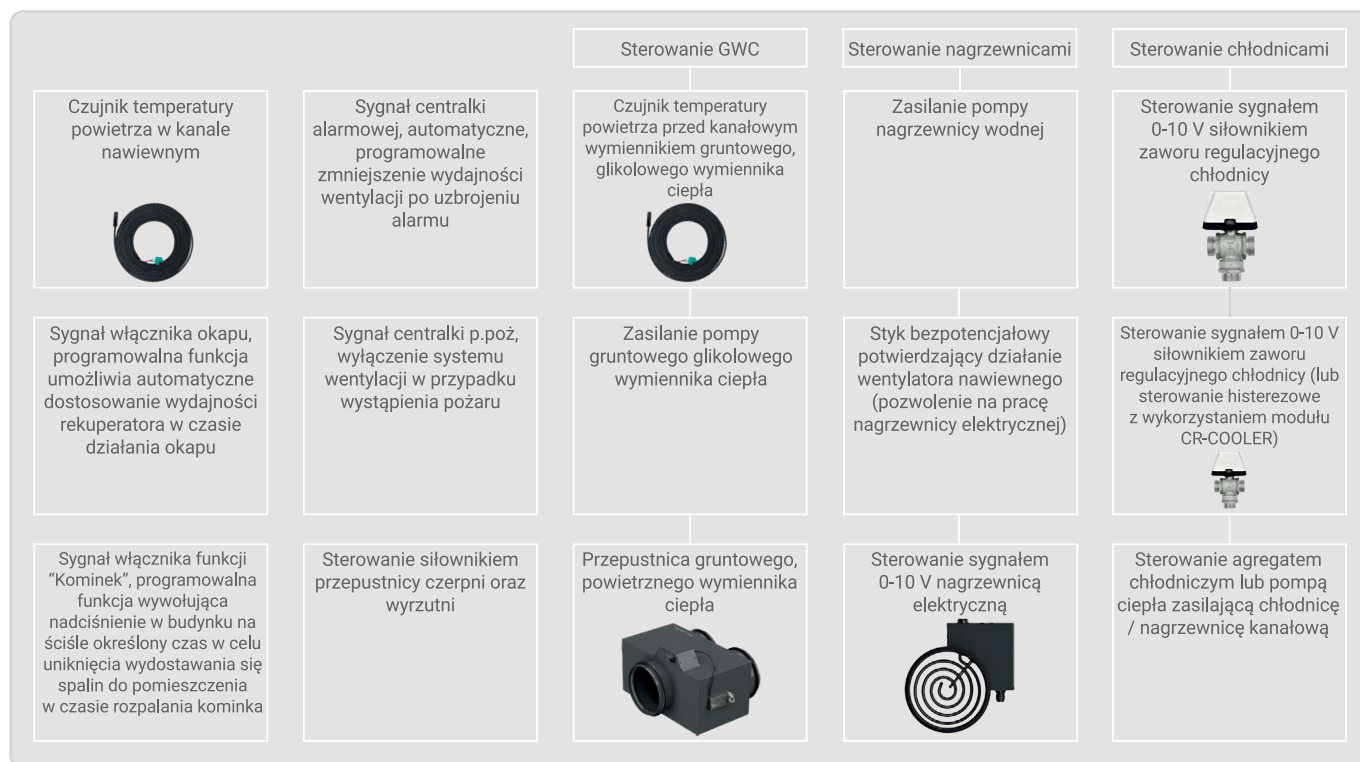 Sterowanie GWC
Sterowanie nagrzewnicami
Sterowanie chłodnicami
Czujnik temperatury
powietrza w kanale
nawiewnym
Sygnał centralki
alarmowej, automatyczne,
programowalne
zmniejszenie wydajności
wentylacji po uzbrojeniu
alarmu
Czujnik temperatury
powietrza przed kanałowym
wymiennikiem gruntowego,
glikolowego wymiennika
ciepła
Zasilanie pompy
nagrzewnicy wodnej
Sterowanie sygnałem
0-10 V siłownikiem
zaworu regulacyjnego
chłodnicy
Sygnał włącznika okapu,
programowalna funkcja
umożliwia automatyczne
dostosowanie wydajności
rekuperatora w czasie
działania okapu
Sygnał centralki p.poż,
wyłączenie systemu
wentylacji w przypadku
wystąpienia pożaru
Zasilanie pompy
gruntowego glikolowego
wymiennika ciepła
Styk bezpotencjałowy
potwierdzający działanie
wentylatora nawiewnego
(pozwolenie na pracę
nagrzewnicy elektrycznej)
Sterowanie sygnałem 0-10 V
siłownikiem zaworu
regulacyjnego chłodnicy (lub
sterowanie histerezowe
z wykorzystaniem modułu
CR-COOLER)
Sygnał włącznika funkcji
“Kominek”, programowalna
funkcja wywołująca
nadciśnienie w budynku na
ściśle określony czas w celu
uniknięcia wydostawania się
spalin do pomieszczenia
w czasie rozpalania kominka
Sterowanie siłownikiem
przepustnicy czerpni oraz
wyrzutni
Przepustnica gruntowego,
powietrznego wymiennika
ciepła
Sterowanie sygnałem
0-10 V nagrzewnicą
elektryczną
Sterowanie agregatem
chłodniczym lub pompą
ciepła zasilającą chłodnicę
/ nagrzewnicę kanałową